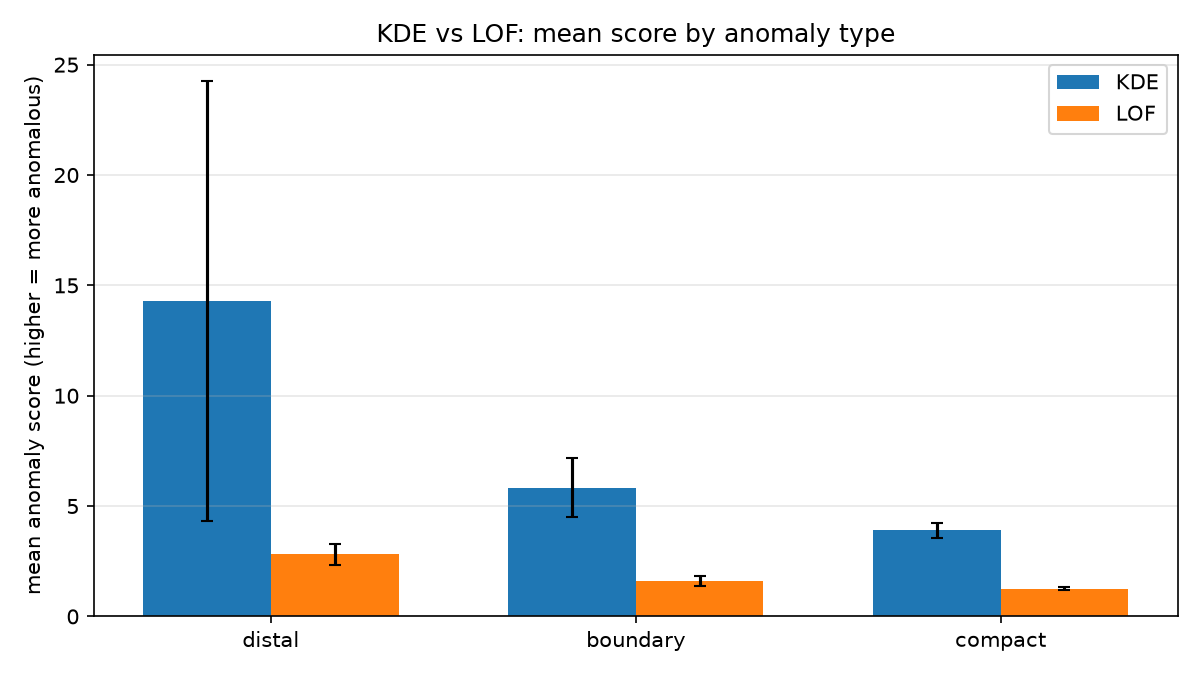 KDE vs LOF: mean score by anomaly type
mean anomaly score (higher = more anomalous)
25
20
15
10
5
0
KDE
LOF
distal
boundary
compact